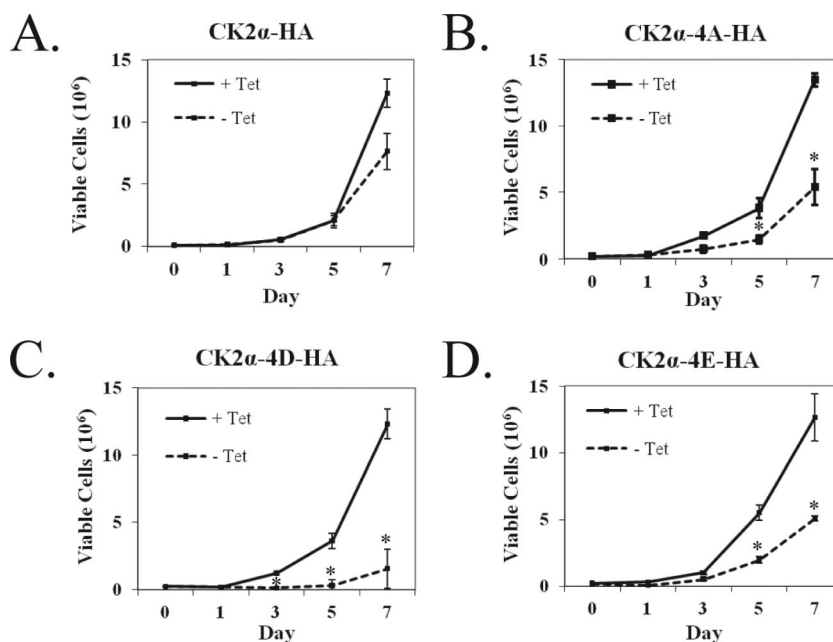 A.
CK2α-HA
Viable Cells (10⁶)
15
10
5
0
+ Tet
- Tet
0 1 3 5 7
Day
B.
CK2α-4A-HA
Viable Cells (10⁶)
15
10
5
0
+ Tet
- Tet
*
*
0 1 3 5 7
Day
C.
CK2α-4D-HA
Viable Cells (10⁶)
15
10
5
0
+ Tet
- Tet
* * *
0 1 3 5 7
Day
D.
CK2α-4E-HA
Viable Cells (10⁶)
15
10
5
0
+ Tet
- Tet
*
*
0 1 3 5 7
Day